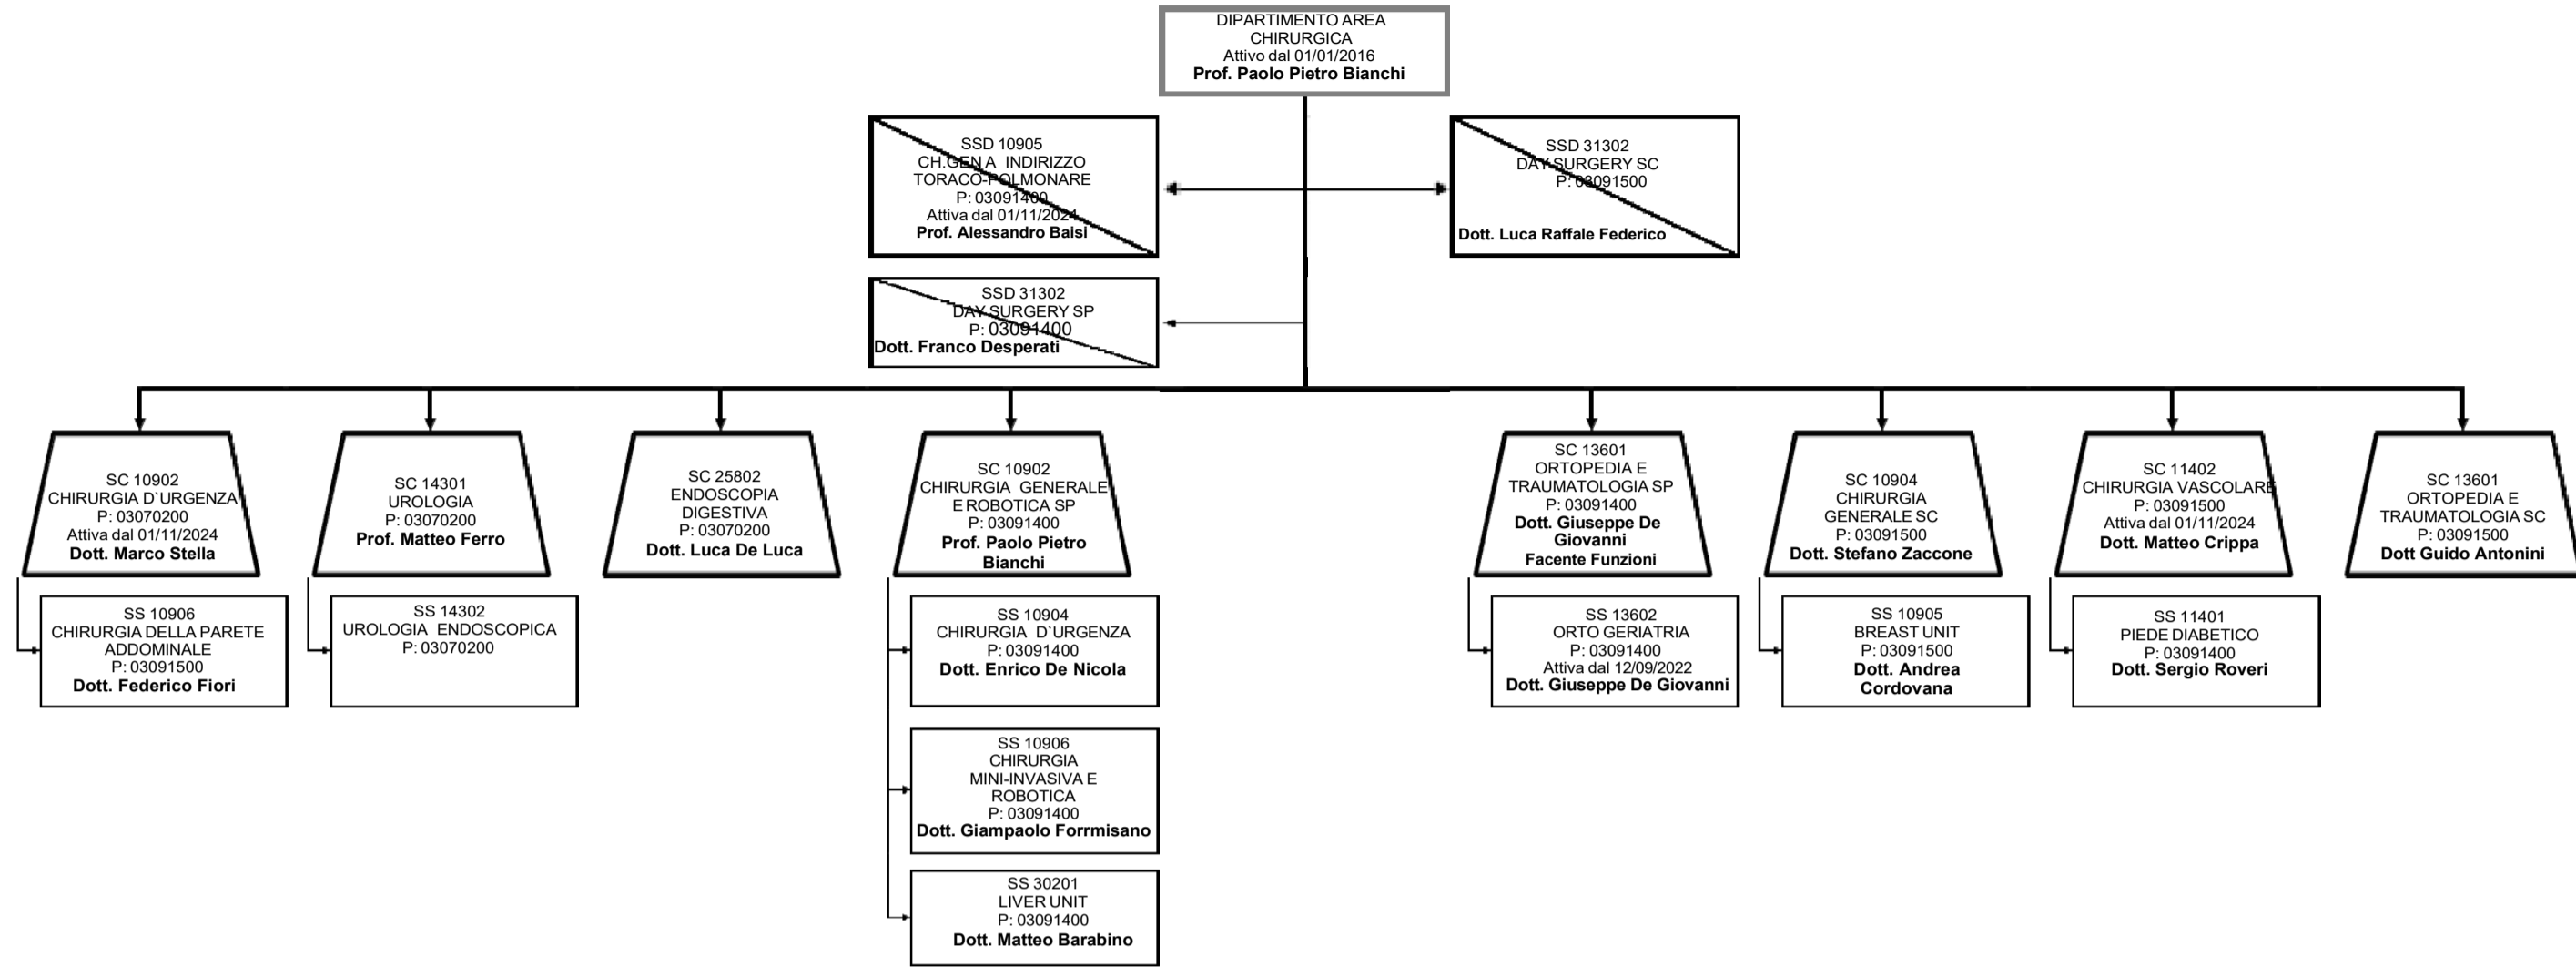 DIPARTIMENTO AREA
CHIRURGICA
Attivo dal 01/01/2016
Prof. Paolo Pietro Bianchi
SSD 10905
CH.GEN A INDIRIZZO
TORACO-POLMONARE
P: 03091400
Attiva dal 01/11/2024
Prof. Alessandro Baisi
SSD 31302
DAY SURGERY SC
P: 03091500
Dott. Luca Raffale Federico
SSD 31302
DAY SURGERY SP
P: 03091400
Dott. Franco Desperati
SC 10902
CHIRURGIA D`URGENZA
P: 03070200
Attiva dal 01/11/2024
Dott. Marco Stella
SC 14301
UROLOGIA
P: 03070200
Prof. Matteo Ferro
SC 25802
ENDOSCOPIA
DIGESTIVA
P: 03070200
Dott. Luca De Luca
SC 10902
CHIRURGIA GENERALE
E ROBOTICA SP
P: 03091400
Prof. Paolo Pietro
Bianchi
SC 13601
ORTOPEDIA E
TRAUMATOLOGIA SP
P: 03091400
Dott. Giuseppe De
Giovanni
Facente Funzioni
SC 10904
CHIRURGIA
GENERALE SC
P: 03091500
Dott. Stefano Zaccone
SC 11402
CHIRURGIA VASCOLARE
P: 03091500
Attiva dal 01/11/2024
Dott. Matteo Crippa
SC 13601
ORTOPEDIA E
TRAUMATOLOGIA SC
P: 03091500
Dott Guido Antonini
SS 10906
CHIRURGIA DELLA PARETE
ADDOMINALE
P: 03091500
Dott. Federico Fiori
SS 14302
UROLOGIA ENDOSCOPICA
P: 03070200
SS 10904
CHIRURGIA D`URGENZA
P: 03091400
Dott. Enrico De Nicola
SS 13602
ORTO GERIATRIA
P: 03091400
Attiva dal 12/09/2022
Dott. Giuseppe De Giovanni
SS 10905
BREAST UNIT
P: 03091500
Dott. Andrea
Cordovana
SS 11401
PIEDE DIABETICO
P: 03091400
Dott. Sergio Roveri
SS 10906
CHIRURGIA
MINI-INVASIVA E
ROBOTICA
P: 03091400
Dott. Giampaolo Forrmisano
SS 30201
LIVER UNIT
P: 03091400
Dott. Matteo Barabino